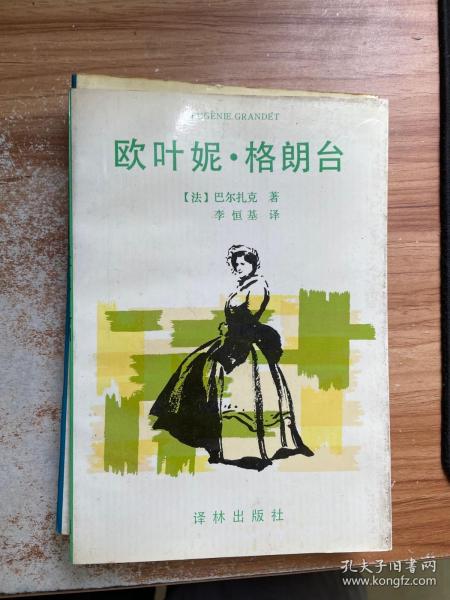 EUGÉNIE GRANDET
欧叶妮·格朗台
【法】巴尔扎克 著
李恒基 译
译林出版社
孔夫子旧书网
www.kongfz.com